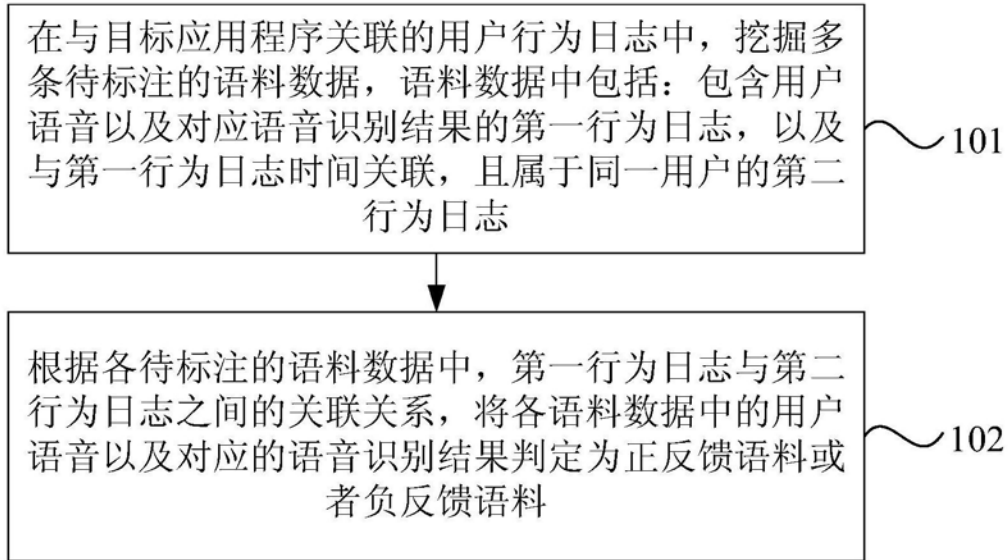 在与目标应用程序关联的用户行为日志中，挖掘多
条待标注的语料数据，语料数据中包括：包含用户
语音以及对应语音识别结果的第一行为日志，以及
与第一行为日志时间关联，且属于同一用户的第二
行为日志
101
根据各待标注的语料数据中，第一行为日志与第二
行为日志之间的关联关系，将各语料数据中的用户
语音以及对应的语音识别结果判定为正反馈语料或
者负反馈语料
102